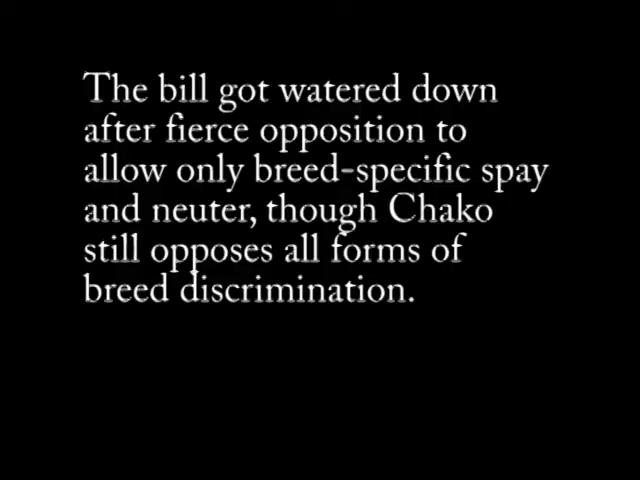 The bill got watered down
after fierce opposition to
allow only breed-specific spay
and neuter, though Chako
still opposes all forms of
breed discrimination.